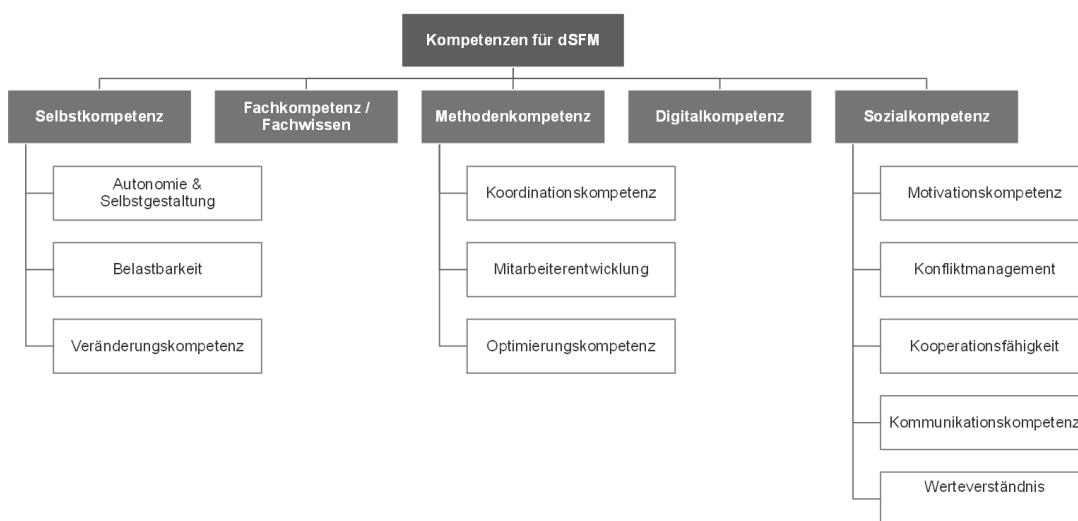 Kompetenzen für dSFM
Selbstkompetenz
Fachkompetenz /
Fachwissen
Methodenkompetenz
Digitalkompetenz
Sozialkompetenz
Autonomie &
Selbstgestaltung
Belastbarkeit
Veränderungskompetenz
Koordinationskompetenz
Mitarbeiterentwicklung
Optimierungskompetenz
Motivationskompetenz
Konfliktmanagement
Kooperationsfähigkeit
Kommunikationskompetenz
Werteverständnis